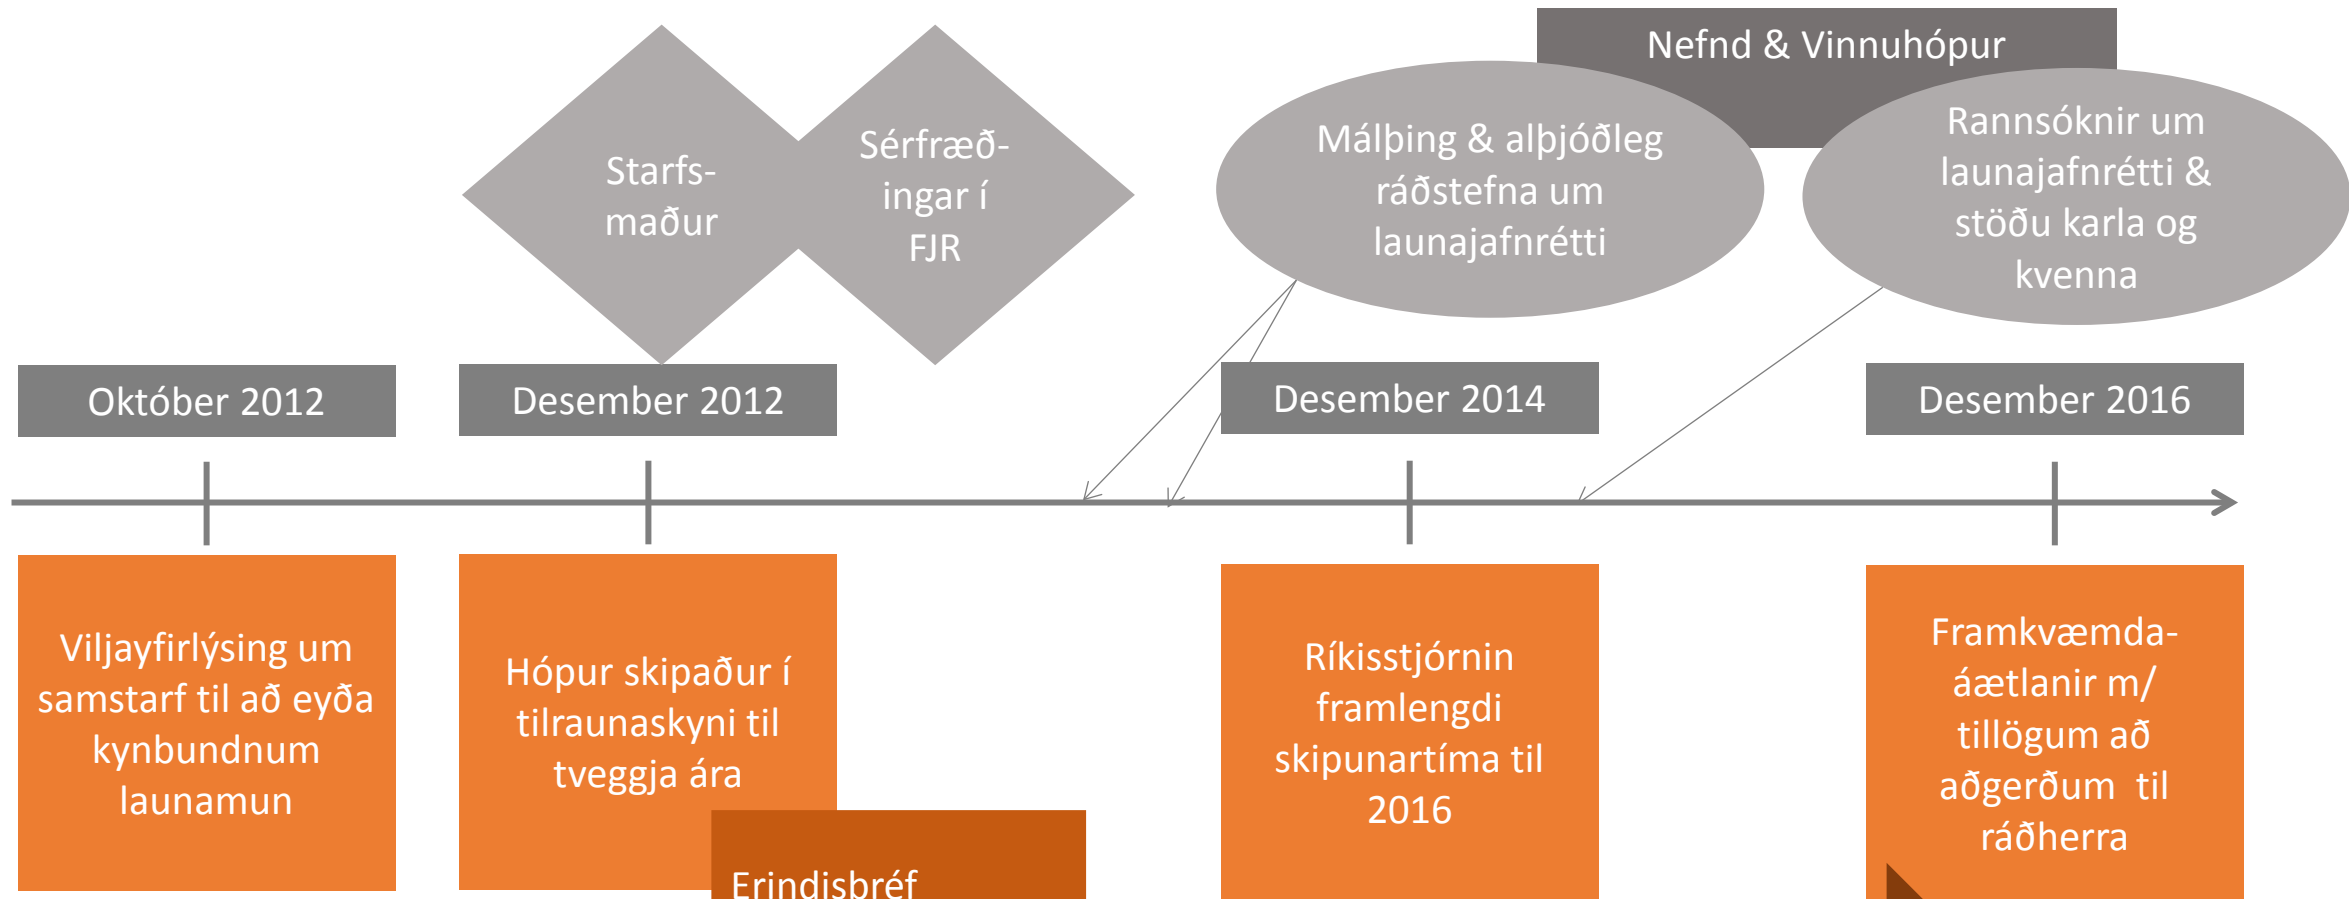 Nefnd & Vinnuhópur
Starfs-
maður
Sérfræð-
ingar í
FJR
Málþing & alþjóðleg
ráðstefna um
launajafnrétti
Rannsóknir um
launajafnrétti &
stöðu karla og
kvenna
Október 2012
Desember 2012
Desember 2014
Desember 2016
Viljayfirlýsing um
samstarf til að eyða
kynbundnum
launamun
Hópur skipaður í
tilraunaskyni til
tveggja ára
Erindisbréf
Ríkisstjórnin
framlengdi
skipunartíma til
2016
Framkvæmda-
áætlanir m/
tillögum að
aðgerðum til
ráðherra